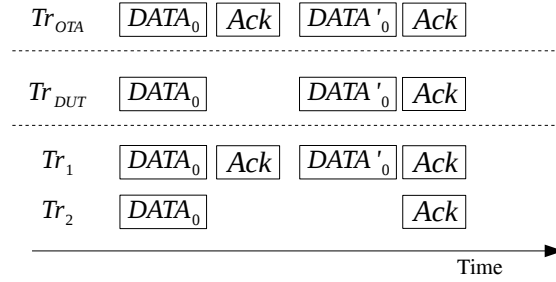 Tr_OTA DATA_0 Ack DATA'_0 Ack
Tr_DUT DATA_0 DATA'_0 Ack
Tr_1 DATA_0 Ack DATA'_0 Ack
Tr_2 DATA_0 Ack
Time